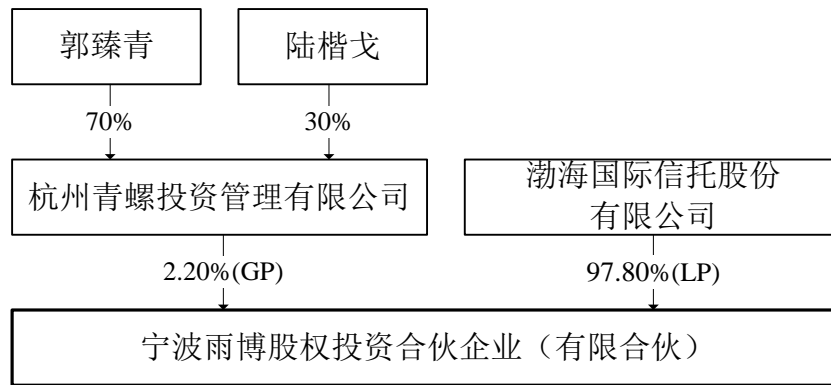 郭臻青
陆楷戈
70%
30%
杭州青螺投资管理有限公司
渤海国际信托股份
有限公司
2.20%(GP)
97.80%(LP)
宁波雨博股权投资合伙企业（有限合伙）